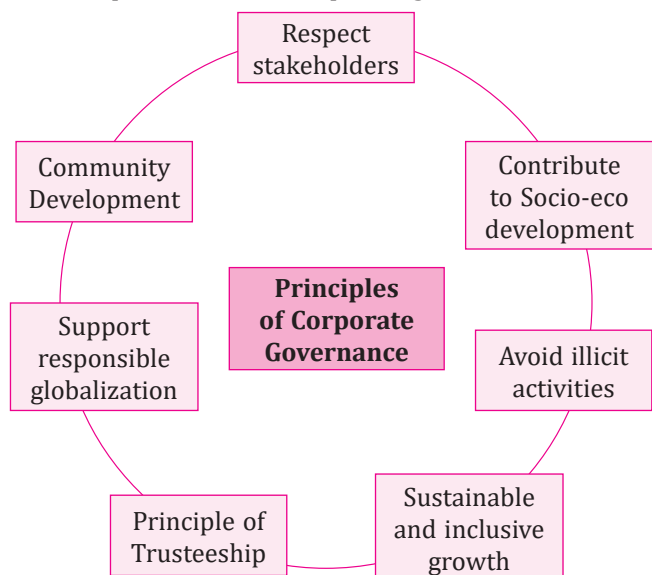 Respect
stakeholders
Contribute
to Socio-eco
development
Avoid illicit
activities
Sustainable
and inclusive
growth
Principle of
Trusteeship
Support
responsible
globalization
Community
Development
Principles
of Corporate
Governance